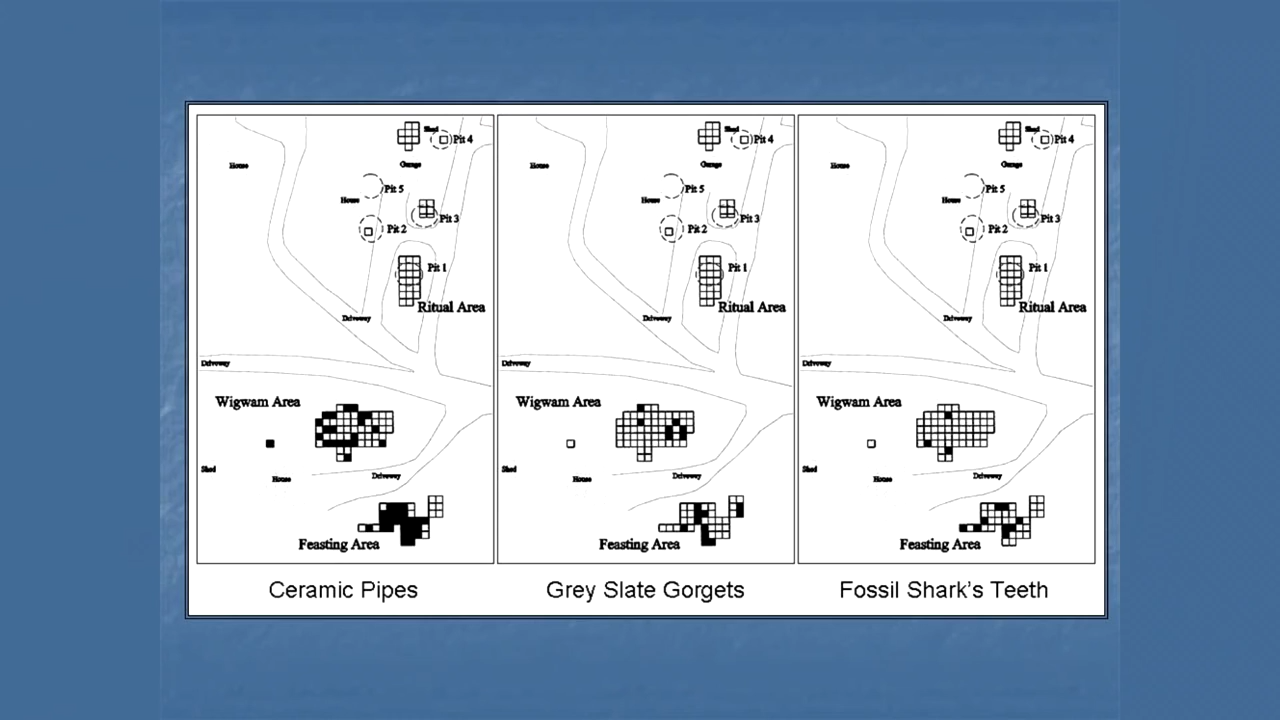 Shed
Pit 4
House
Garage
Pit 5
House
Pit 3
Pit 2
Pit 1
Ritual Area
Driveway
Driveway
Wigwam Area
Shed
House
Driveway
Feasting Area
Ceramic Pipes
Shed
Pit 4
House
Garage
Pit 5
House
Pit 3
Pit 2
Pit 1
Ritual Area
Driveway
Driveway
Wigwam Area
Shed
House
Driveway
Feasting Area
Grey Slate Gorgets
Shed
Pit 4
House
Garage
Pit 5
House
Pit 3
Pit 2
Pit 1
Ritual Area
Driveway
Driveway
Wigwam Area
Shed
House
Driveway
Feasting Area
Fossil Shark's Teeth